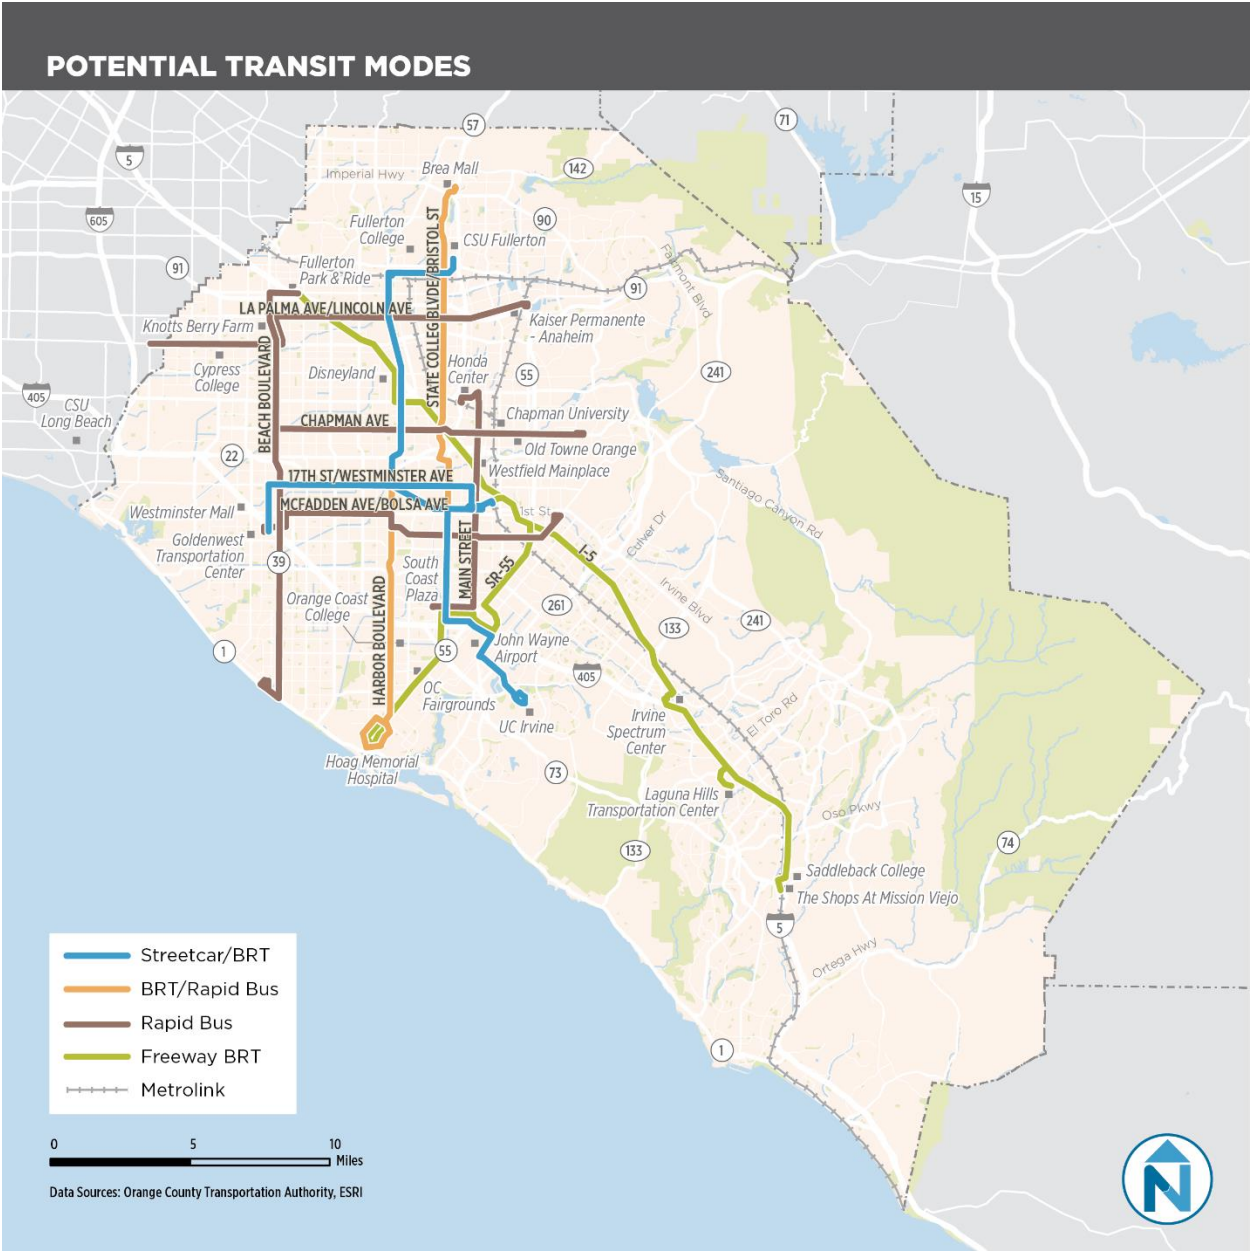 POTENTIAL TRANSIT MODES
57
71
5
142
Imperial Hwy
Brea Mall
15
605
Fullerton
College
90
CSU Fullerton
STATE COLLEG BLVDE/BRISTOL ST
91
Fullerton
Park & Ride
Fairmont Blvd
91
LA PALMA AVE/LINCOLN AVE
Knotts Berry Farm
Kaiser Permanente
- Anaheim
Cypress
College
Disneyland
Honda
Center
55
241
405
CSU
Long Beach
BEACH BOULEVARD
CHAPMAN AVE
Chapman University
Old Towne Orange
22
17TH ST/WESTMINSTER AVE
Westfield Mainplace
Santiago Canyon Rd
MCFADDEN AVE/BOLSA AVE
Westminster Mall
1st St
Goldenwest
Transportation
Center
39
MAIN STREET
Culver Dr
I-5
SR-55
South
Coast
Plaza
HARBOR BOULEVARD
Orange Coast
College
261
Irvine Blvd
133
241
1
55
John Wayne
Airport
405
OC
Fairgrounds
UC Irvine
Irvine
Spectrum
Center
El Toro Rd
Hoag Memorial
Hospital
73
Laguna Hills
Transportation Center
Oso Pkwy
133
74
Saddleback College
The Shops At Mission Viejo
5
Ortega Hwy
1
Streetcar/BRT
BRT/Rapid Bus
Rapid Bus
Freeway BRT
Metrolink
0 5 10
Miles
Data Sources: Orange County Transportation Authority, ESRI
N